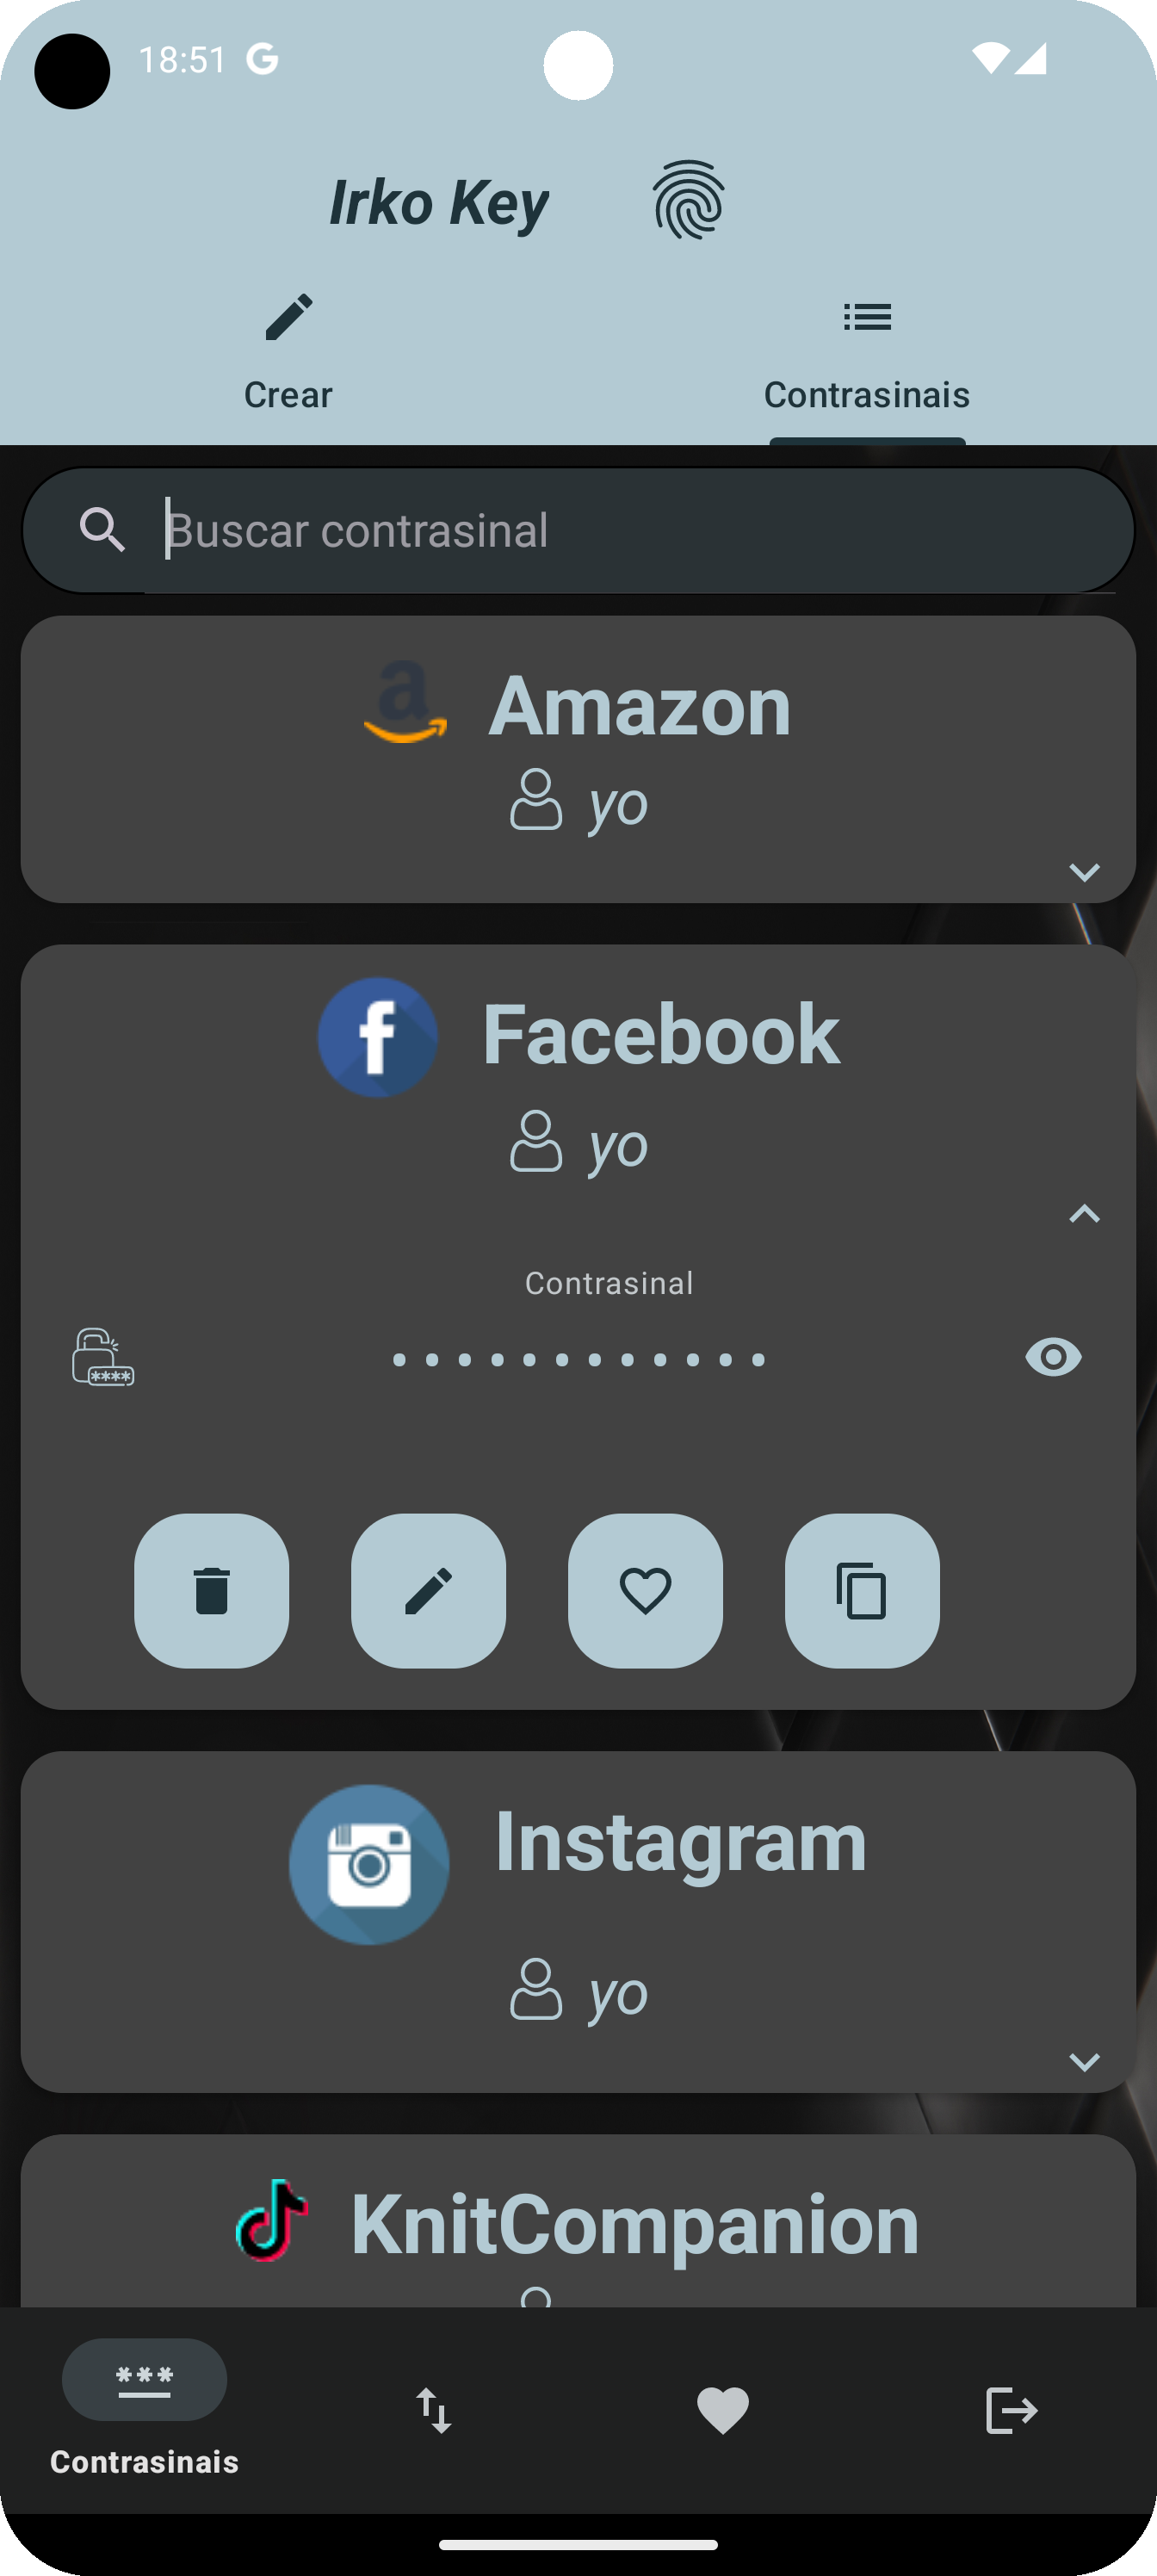 18:51
Irko Key
Crear
Contrasinais
Buscar contrasinal
Amazon
yo
Facebook
yo
Contrasinal
Instagram
yo
KnitCompanion
Contrasinais